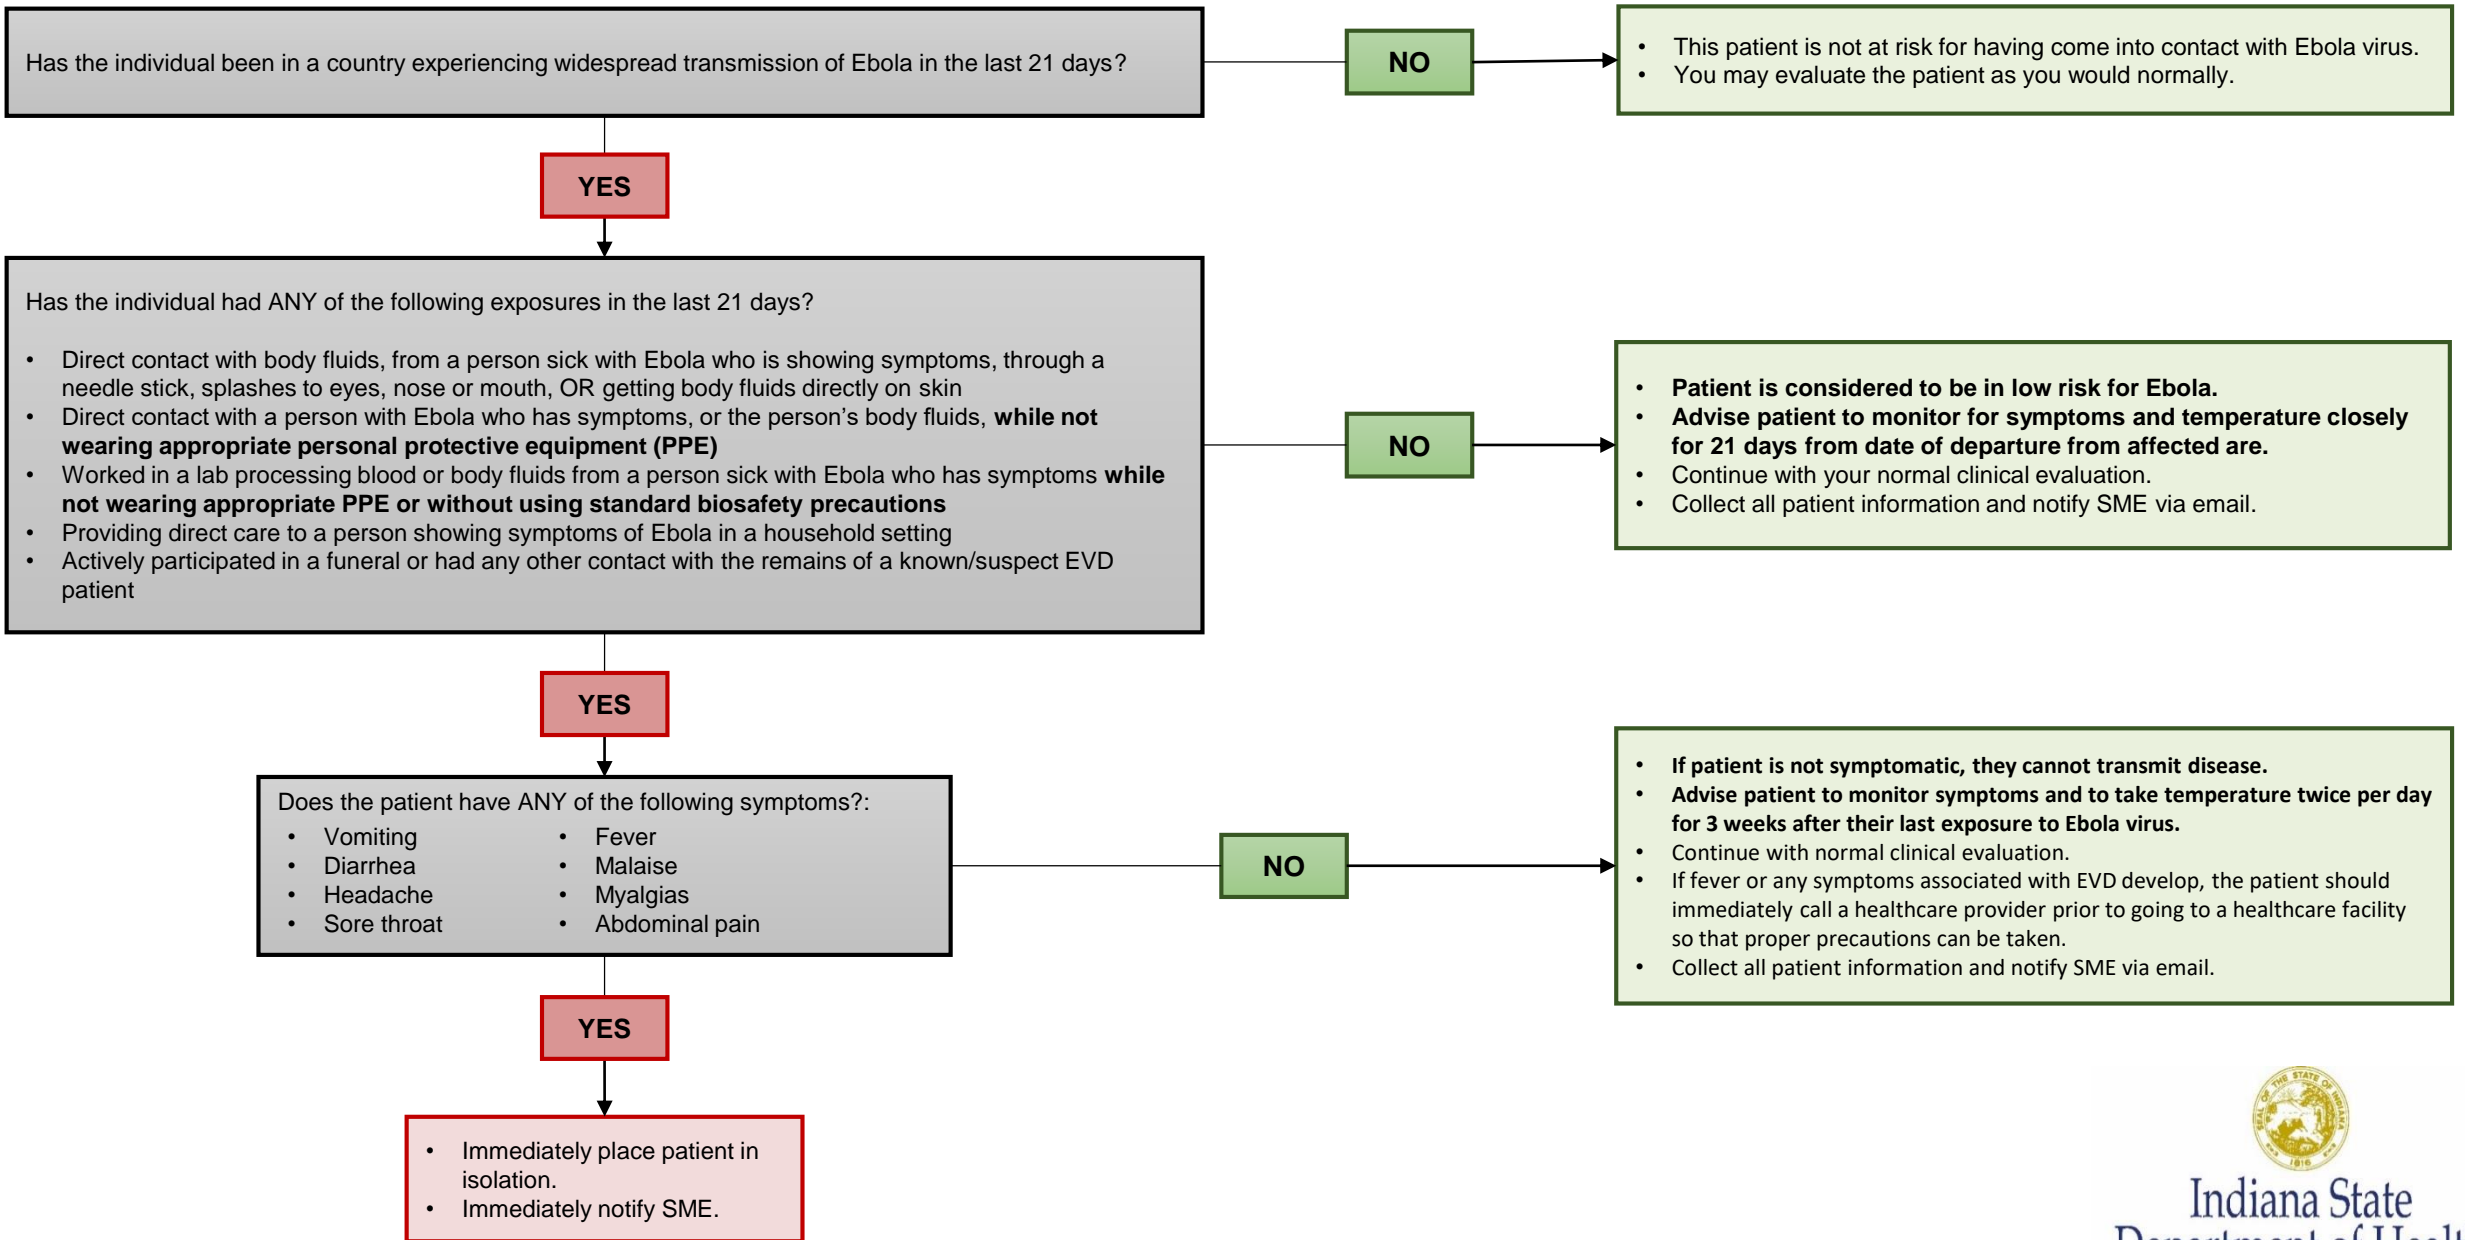 Has the individual been in a country experiencing widespread transmission of Ebola in the last 21 days?
NO
• This patient is not at risk for having come into contact with Ebola virus.
• You may evaluate the patient as you would normally.
YES
Has the individual had ANY of the following exposures in the last 21 days?
• Direct contact with body fluids, from a person sick with Ebola who is showing symptoms, through a
needle stick, splashes to eyes, nose or mouth, OR getting body fluids directly on skin
• Direct contact with a person with Ebola who has symptoms, or the person’s body fluids, while not
wearing appropriate personal protective equipment (PPE)
• Worked in a lab processing blood or body fluids from a person sick with Ebola who has symptoms while
not wearing appropriate PPE or without using standard biosafety precautions
• Providing direct care to a person showing symptoms of Ebola in a household setting
• Actively participated in a funeral or had any other contact with the remains of a known/suspect EVD
patient
NO
• Patient is considered to be in low risk for Ebola.
• Advise patient to monitor for symptoms and temperature closely
for 21 days from date of departure from affected are.
• Continue with your normal clinical evaluation.
• Collect all patient information and notify SME via email.
YES
Does the patient have ANY of the following symptoms?:
• Vomiting
• Diarrhea
• Headache
• Sore throat
• Fever
• Malaise
• Myalgias
• Abdominal pain
NO
• If patient is not symptomatic, they cannot transmit disease.
• Advise patient to monitor symptoms and to take temperature twice per day
for 3 weeks after their last exposure to Ebola virus.
• Continue with normal clinical evaluation.
• If fever or any symptoms associated with EVD develop, the patient should
immediately call a healthcare provider prior to going to a healthcare facility
so that proper precautions can be taken.
• Collect all patient information and notify SME via email.
YES
• Immediately place patient in
isolation.
• Immediately notify SME.
SEAL OF THE STATE OF INDIANA
1816
Indiana State
Department of Healt